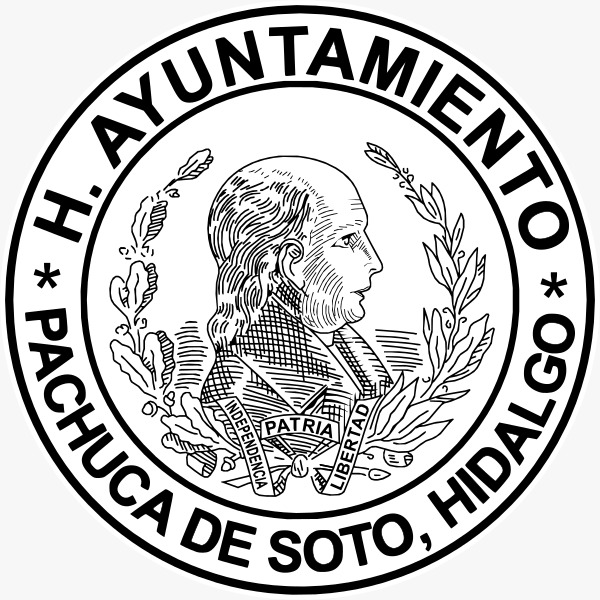 H. AYUNTAMIENTO
* PACHUCA DE SOTO, HIDALGO *
INDEPENDENCIA
PATRIA
LIBERTAD